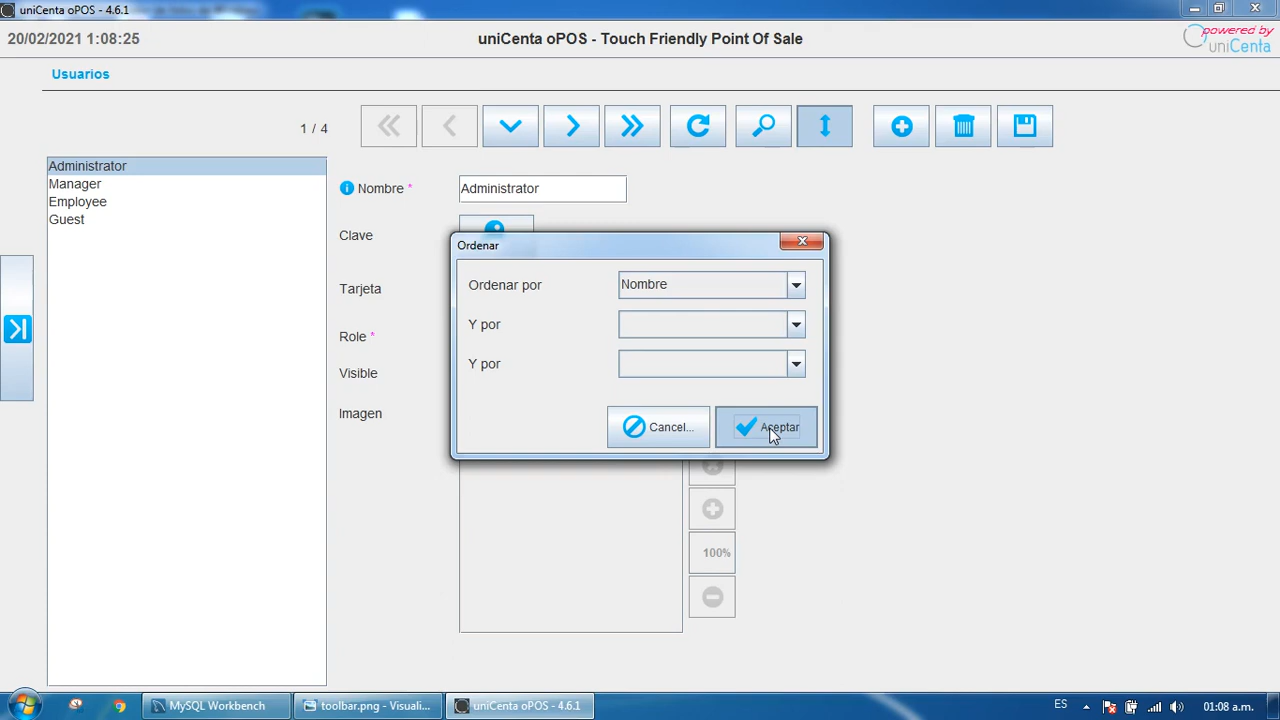 uniCenta oPOS - 4.6.1
20/02/2021 1:08:25
uniCenta oPOS - Touch Friendly Point Of Sale
powered by
uniCenta
Usuarios
1 / 4
Administrator
Manager
Employee
Guest
Nombre *
Administrator
Clave
Tarjeta
Role *
Visible
Imagen
Ordenar
Ordenar por
Nombre
Y por
Y por
Cancel...
Aceptar
100%
MySQL Workbench
toolbar.png - Visuali...
uniCenta oPOS - 4.6.1
ES
01:08 a.m.